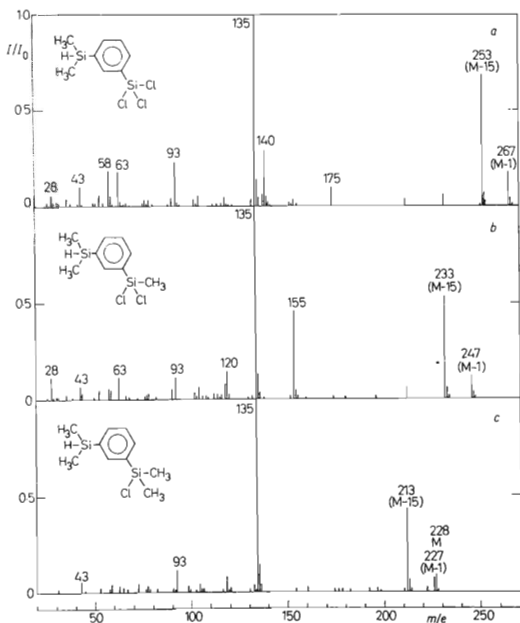 1.0
135
a
I/I₀
H₃C
H-Si
H₃C
Si-Cl
Cl Cl
253
(M-15)
0.5
267
(M-1)
140
28 43 58 63 93 175
0
135
b
H₃C
H-Si
H₃C
Si-CH₃
Cl Cl
233
(M-15)
0.5
155
247
(M-1)
28 43 63 93 120
0
135
c
H₃C
H-Si
H₃C
Si-CH₃
Cl CH₃
213
(M-15)
0.5
228
M
227
(M-1)
43 93
0
50 100 150 200 m/e 250